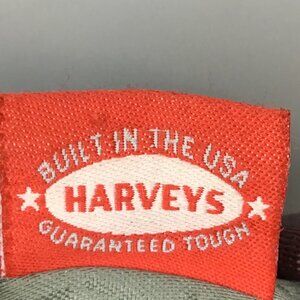 BUILT IN THE USA
HARVEYS
GUARANTEED TOUGH